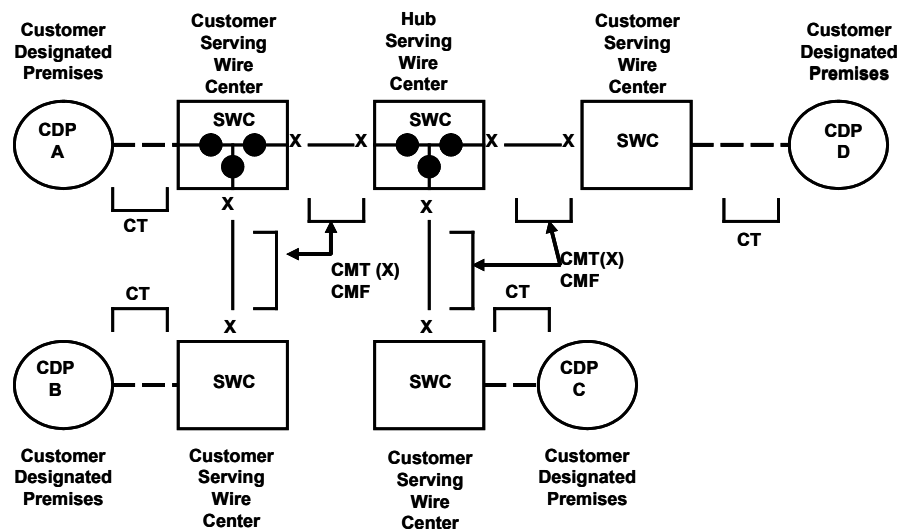 Customer
Designated
Premises
Customer
Serving
Wire
Center
Hub
Serving
Wire
Center
Customer
Serving
Wire
Center
Customer
Designated
Premises
CDP
A
SWC
X
X
SWC
X
X
SWC
CDP
D
CT
X
X
CT
CMT (X)
CMF
CMT(X)
CMF
CT
CT
X
X
CDP
B
SWC
SWC
CDP
C
Customer
Designated
Premises
Customer
Serving
Wire
Center
Customer
Serving
Wire
Center
Customer
Designated
Premises